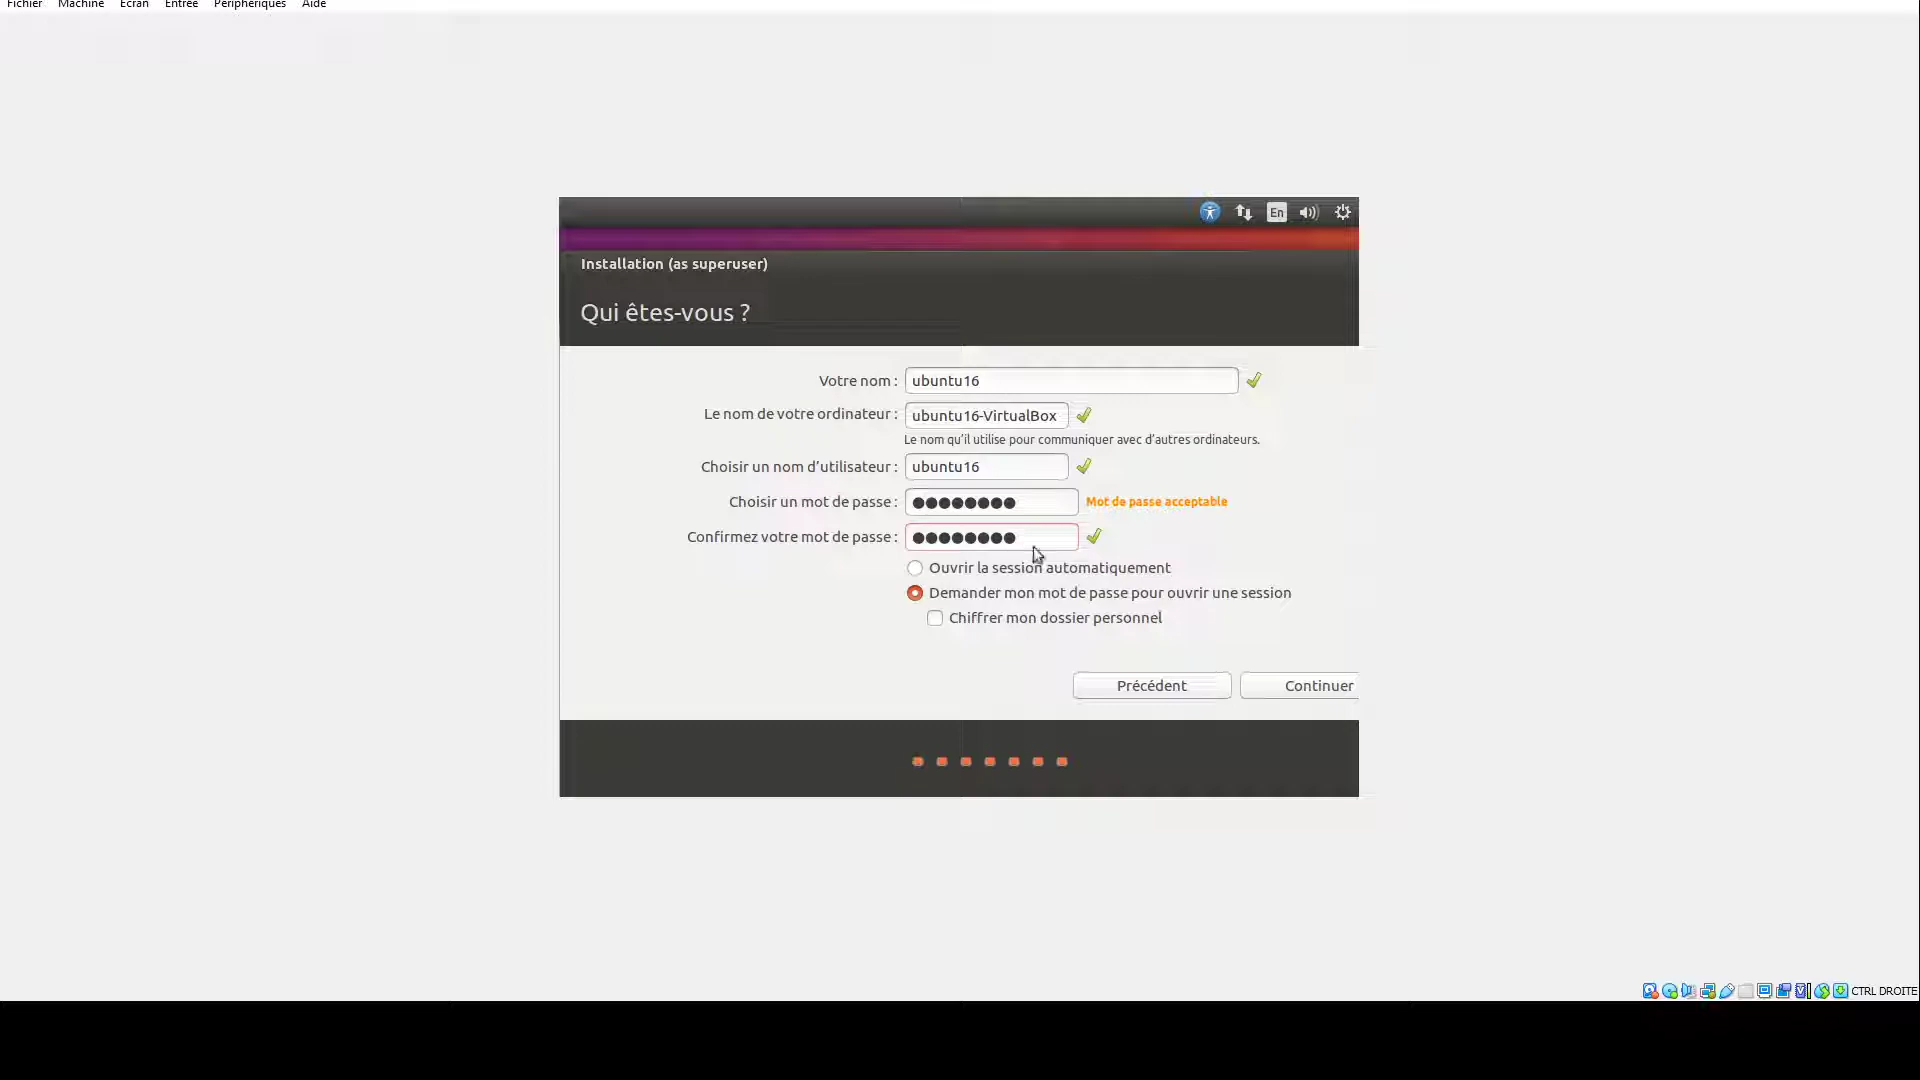 Fichier Machine Écran Entrée Périphériques Aide
En
Installation (as superuser)
Qui êtes-vous ?
Votre nom : ubuntu16
Le nom de votre ordinateur : ubuntu16-VirtualBox
Le nom qu’il utilise pour communiquer avec d’autres ordinateurs.
Choisir un nom d’utilisateur : ubuntu16
Choisir un mot de passe : ●●●●●●●● Mot de passe acceptable
Confirmez votre mot de passe : ●●●●●●●●
Ouvrir la session automatiquement
Demander mon mot de passe pour ouvrir une session
Chiffrer mon dossier personnel
Précédent Continuer
CTRL DROITE